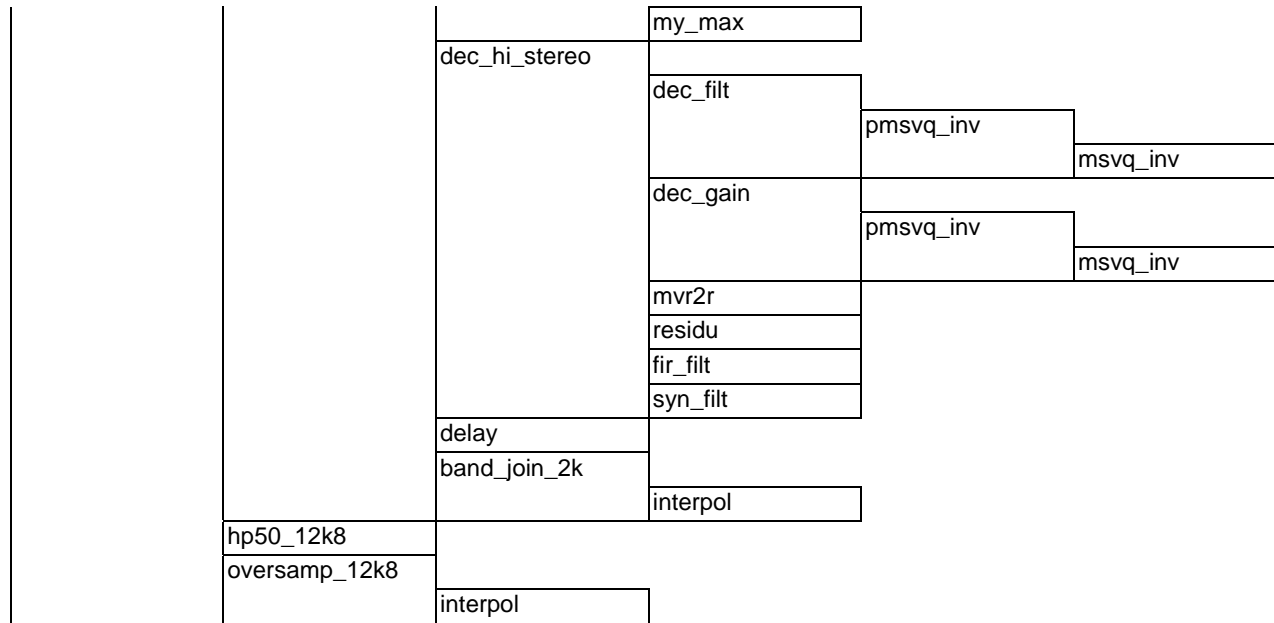 my_max
dec_hi_stereo
dec_filt
pmsvq_inv
msvq_inv
dec_gain
pmsvq_inv
msvq_inv
mvr2r
residu
fir_filt
syn_filt
delay
band_join_2k
interpol
hp50_12k8
oversamp_12k8
interpol